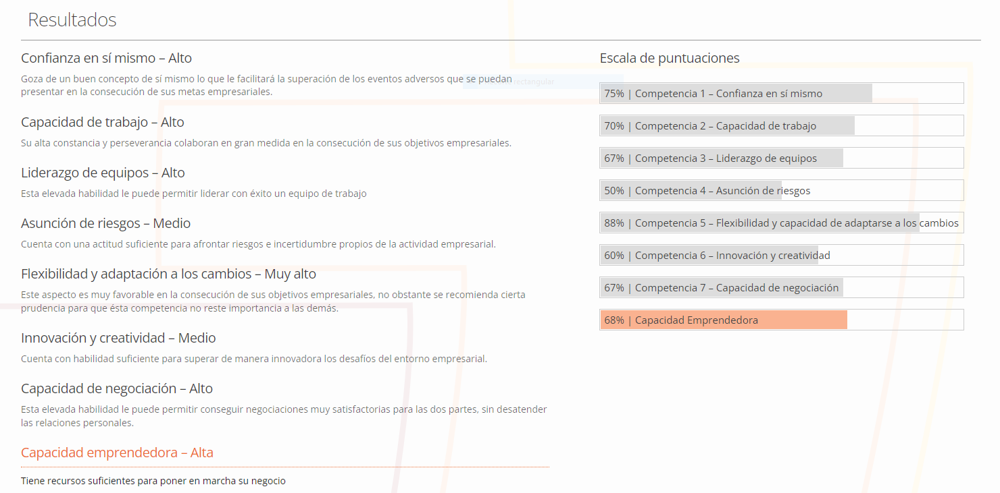 Resultados
Confianza en sí mismo – Alto
Goza de un buen concepto de sí mismo lo que le facilitará la superación de los eventos adversos que se puedan
presentar en la consecución de sus metas empresariales.
Capacidad de trabajo – Alto
Su alta constancia y perseverancia colaboran en gran medida en la consecución de sus objetivos empresariales.
Liderazgo de equipos – Alto
Esta elevada habilidad le puede permitir liderar con éxito un equipo de trabajo
Asunción de riesgos – Medio
Cuenta con una actitud suficiente para afrontar riesgos e incertidumbre propios de la actividad empresarial.
Flexibilidad y adaptación a los cambios – Muy alto
Este aspecto es muy favorable en la consecución de sus objetivos empresariales, no obstante se recomienda cierta
prudencia para que ésta competencia no reste importancia a las demás.
Innovación y creatividad – Medio
Cuenta con habilidad suficiente para superar de manera innovadora los desafíos del entorno empresarial.
Capacidad de negociación – Alto
Esta elevada habilidad le puede permitir conseguir negociaciones muy satisfactorias para las dos partes, sin desatender
las relaciones personales.
Capacidad emprendedora – Alta
Tiene recursos suficientes para poner en marcha su negocio
Escala de puntuaciones
75% | Competencia 1 – Confianza en sí mismo
70% | Competencia 2 – Capacidad de trabajo
67% | Competencia 3 – Liderazgo de equipos
50% | Competencia 4 – Asunción de riesgos
88% | Competencia 5 – Flexibilidad y capacidad de adaptarse a los cambios
60% | Competencia 6 – Innovación y creatividad
67% | Competencia 7 – Capacidad de negociación
68% | Capacidad Emprendedora
rectangular